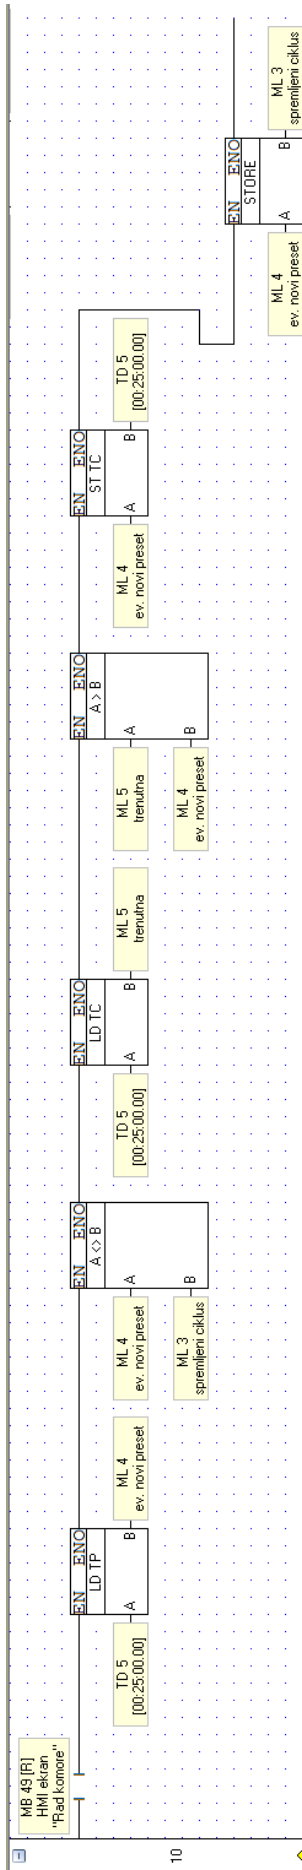 MB 49 [R]
HMI ekran
"Rad komore"
10
EN ENO
LD TP
A B
TD 5
[00:25:00.00]
ML 4
ev. novi preset
EN ENO
A <> B
A
B
ML 4
ev. novi preset
ML 3
spremljeni ciklus
EN ENO
LD TC
A B
TD 5
[00:25:00.00]
ML 5
trenutna
EN ENO
A > B
A
B
ML 5
trenutna
ML 4
ev. novi preset
EN ENO
ST TC
A B
ML 4
ev. novi preset
TD 5
[00:25:00.00]
EN ENO
STORE
A B
ML 4
ev. novi preset
ML 3
spremljeni ciklus